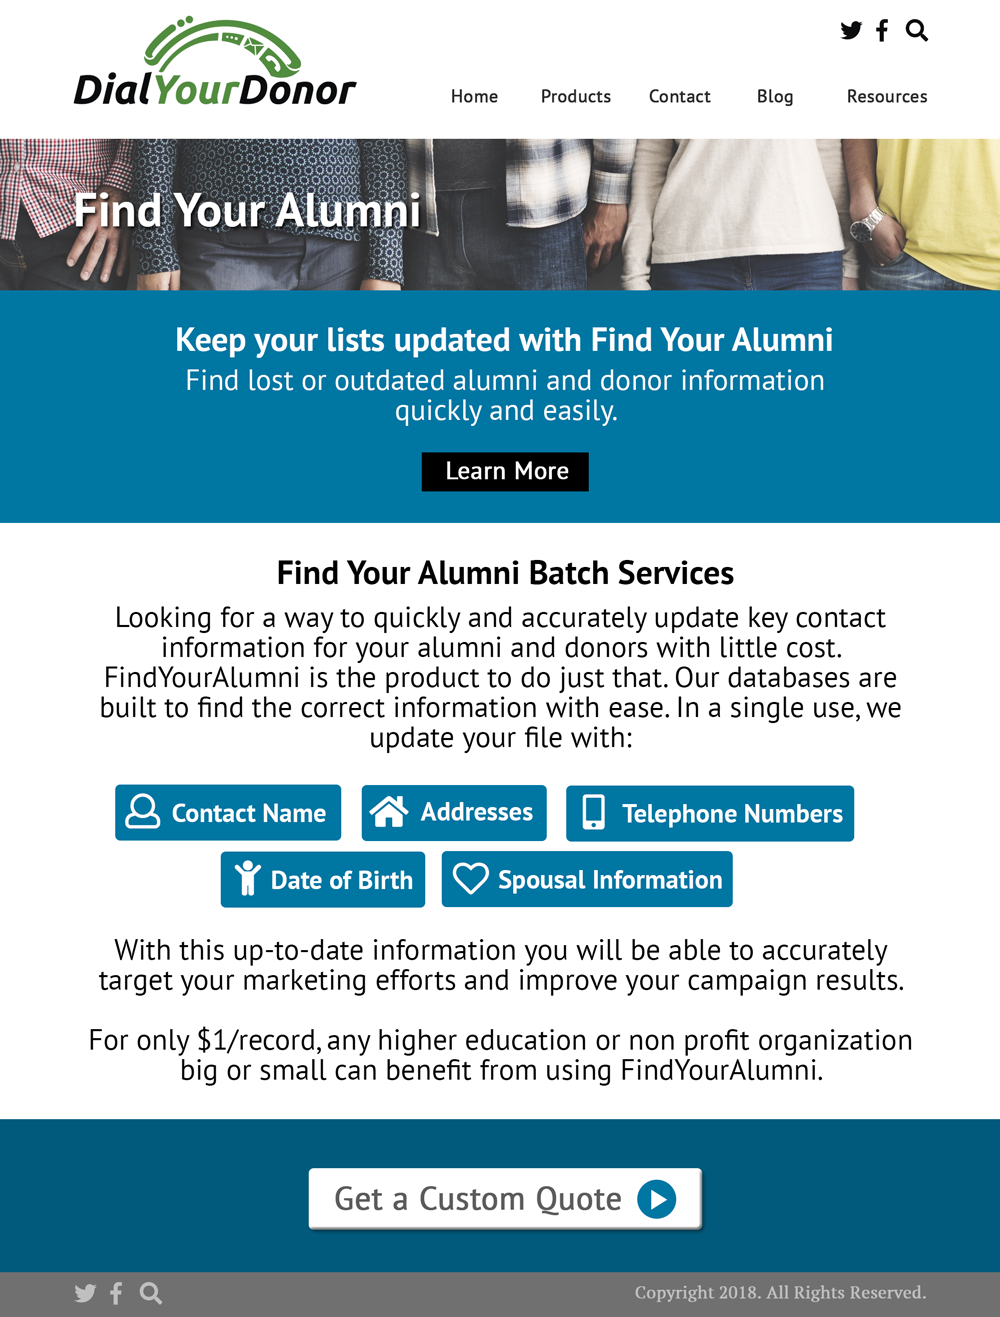 DialYourDonor
Home Products Contact Blog Resources
Find Your Alumni
Keep your lists updated with Find Your Alumni
Find lost or outdated alumni and donor information
quickly and easily.
Learn More
Find Your Alumni Batch Services
Looking for a way to quickly and accurately update key contact
information for your alumni and donors with little cost.
FindYourAlumni is the product to do just that. Our databases are
built to find the correct information with ease. In a single use, we
update your file with:
Contact Name Addresses Telephone Numbers
Date of Birth Spousal Information
With this up-to-date information you will be able to accurately
target your marketing efforts and improve your campaign results.
For only $1/record, any higher education or non profit organization
big or small can benefit from using FindYourAlumni.
Get a Custom Quote
Copyright 2018. All Rights Reserved.